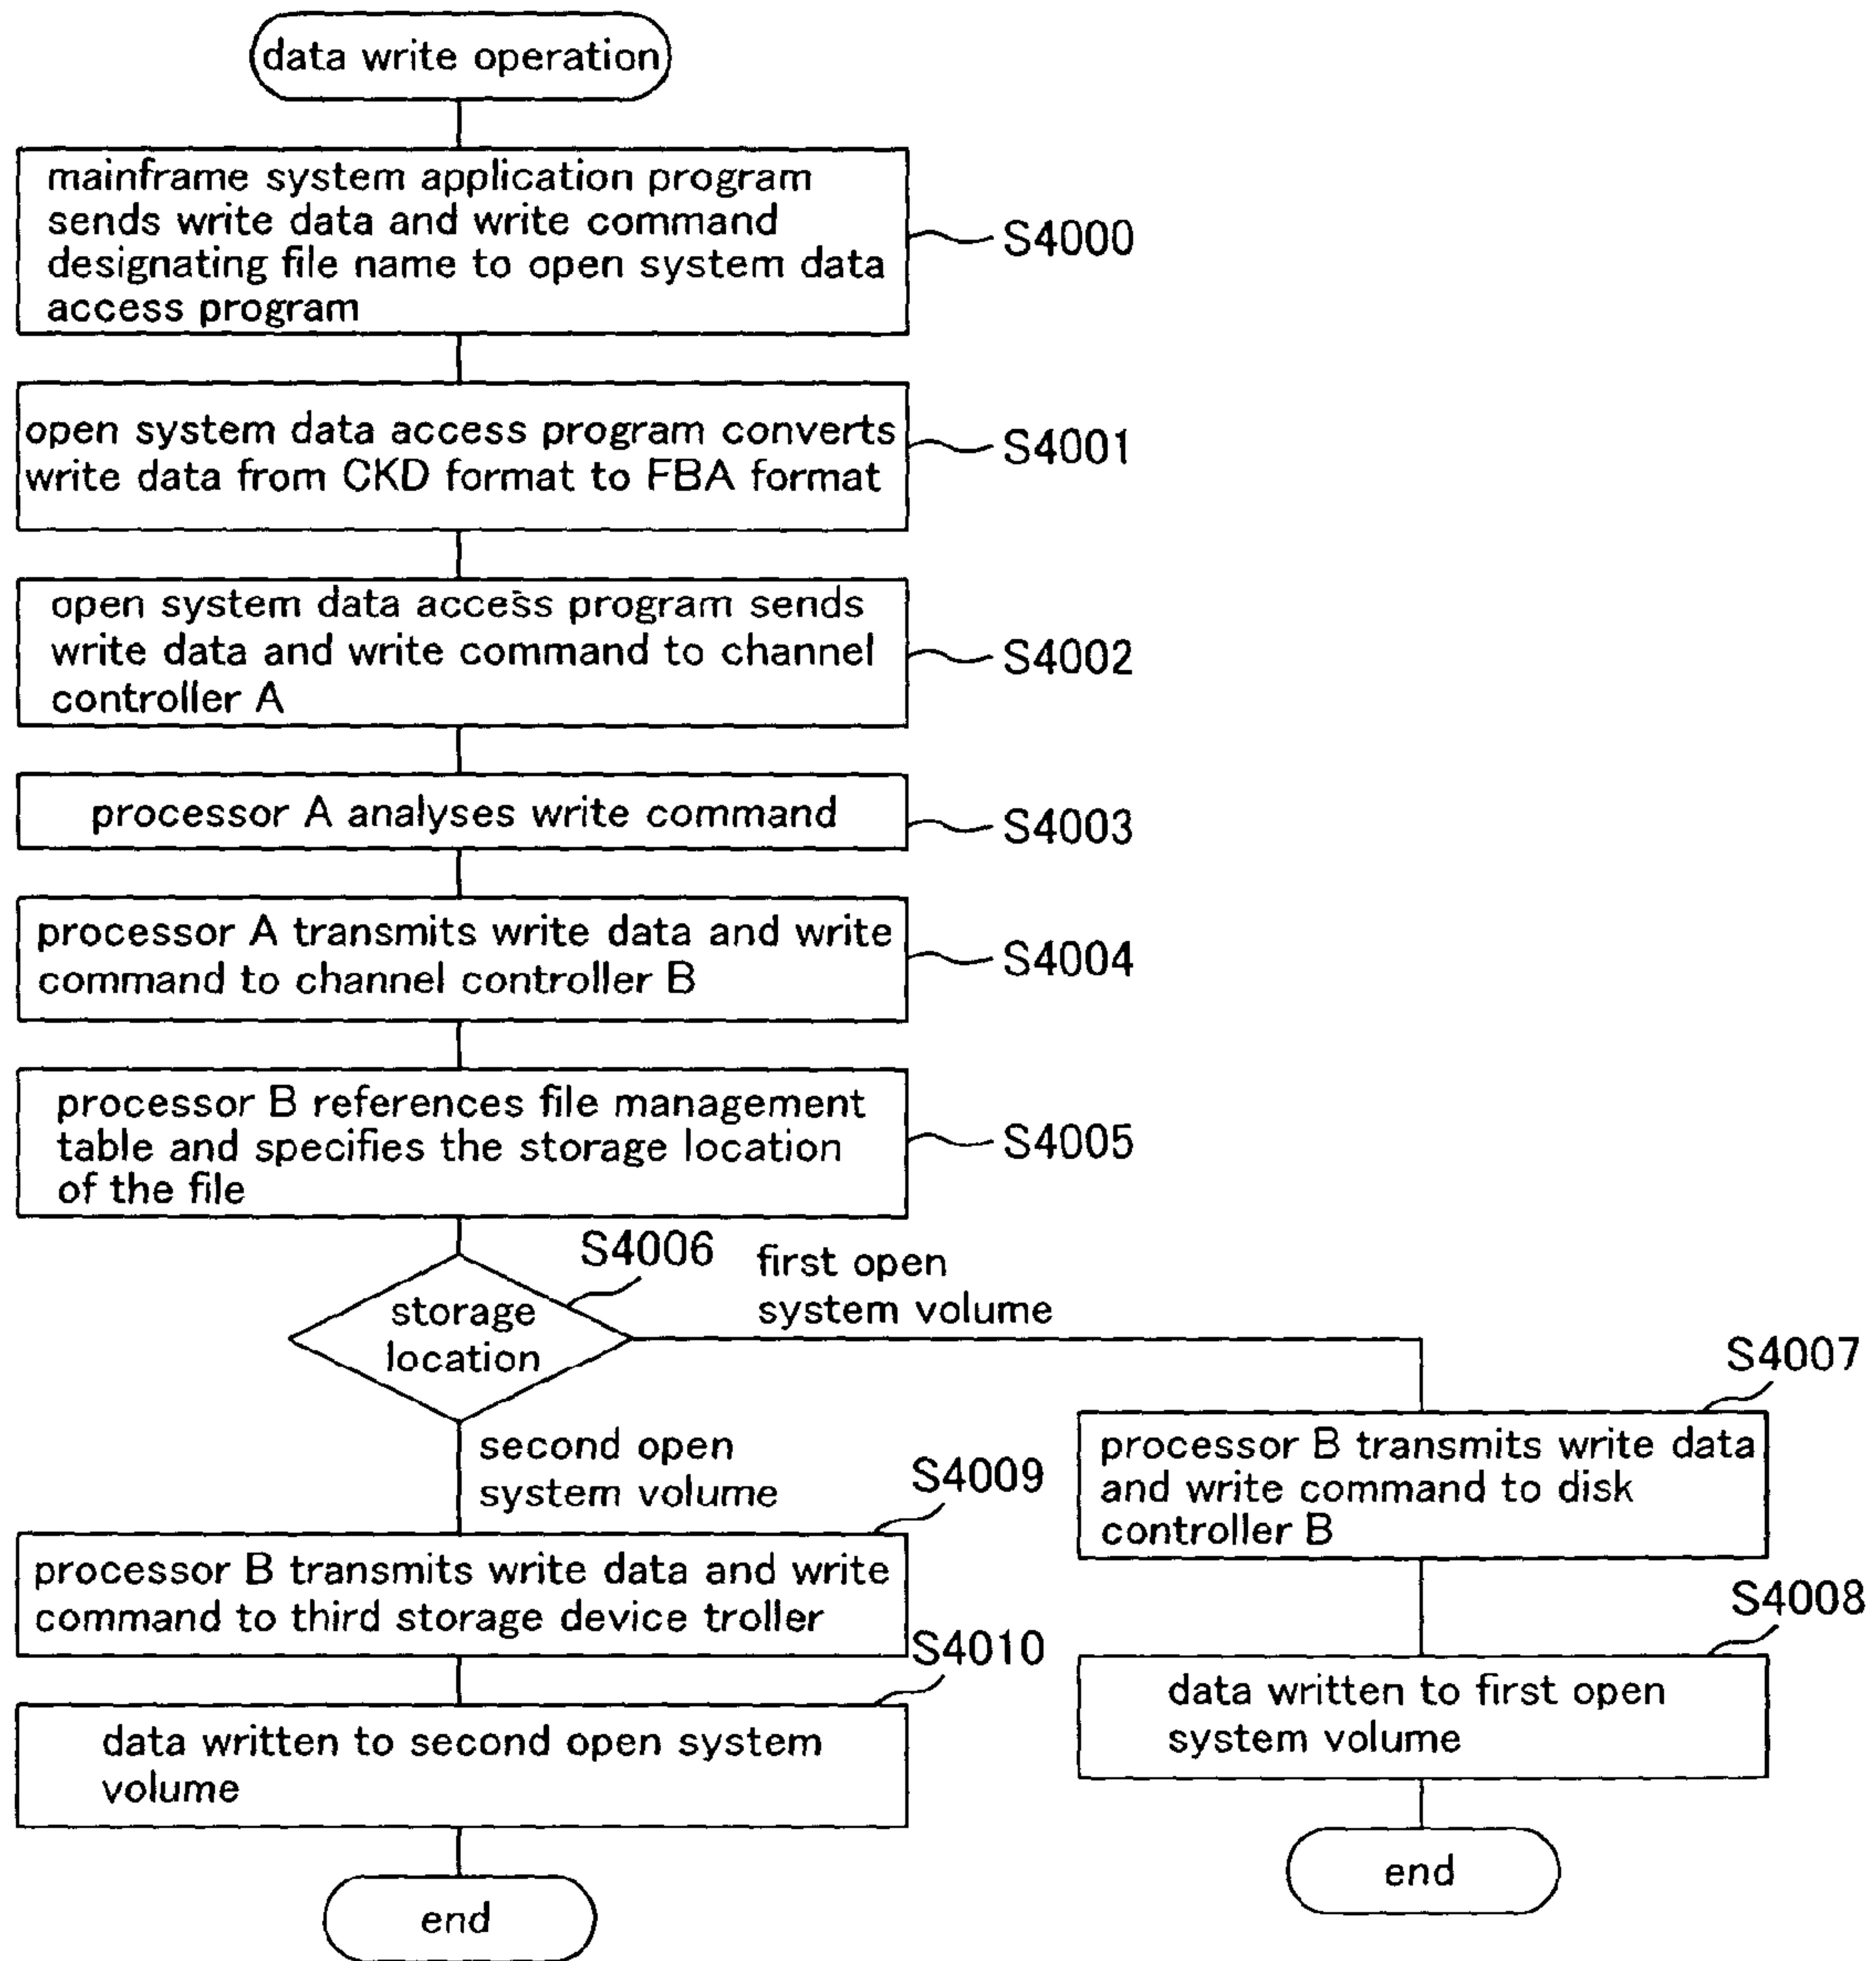 data write operation
mainframe system application program
sends write data and write command
designating file name to open system data
access program
S4000
open system data access program converts
write data from CKD format to FBA format
S4001
open system data access program sends
write data and write command to channel
controller A
S4002
processor A analyses write command
S4003
processor A transmits write data and write
command to channel controller B
S4004
processor B references file management
table and specifies the storage location
of the file
S4005
S4006
storage
location
first open
system volume
second open
system volume
S4007
processor B transmits write data
and write command to disk
controller B
S4008
data written to first open
system volume
end
S4009
processor B transmits write data and write
command to third storage device troller
S4010
data written to second open system
volume
end